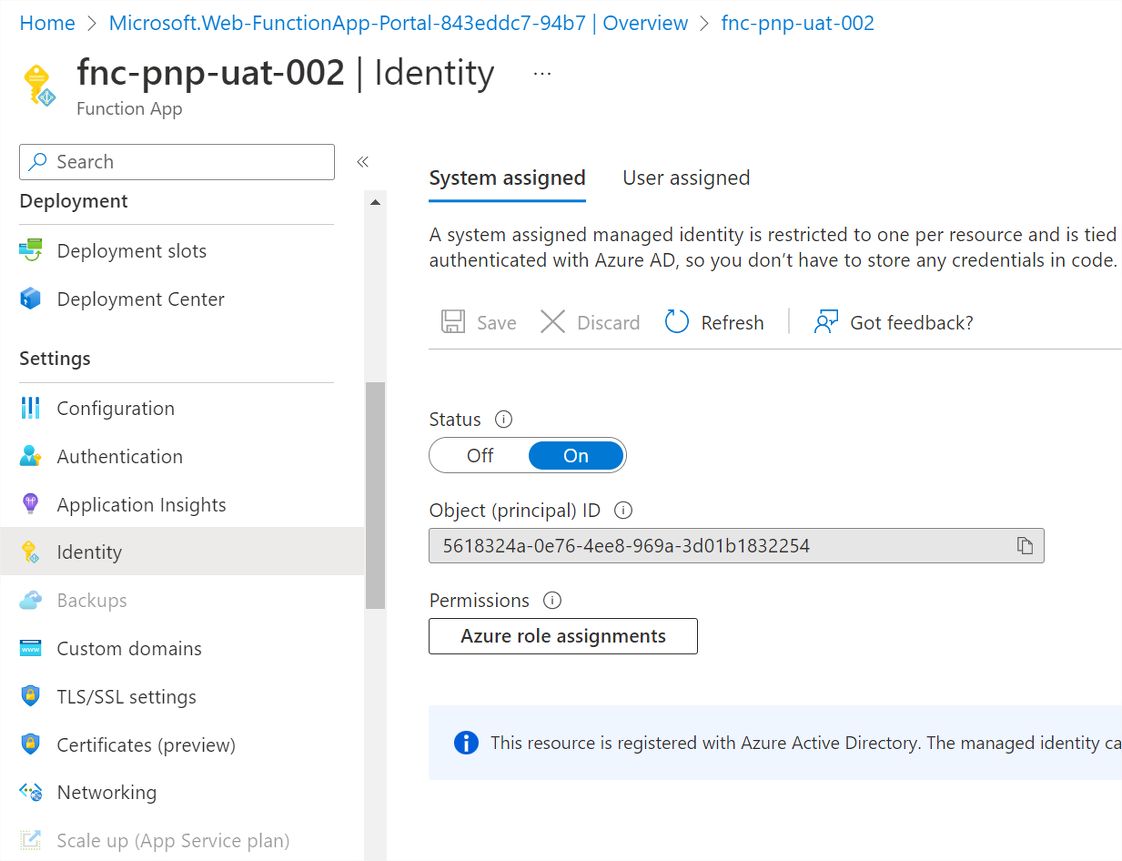 Home > Microsoft.Web-FunctionApp-Portal-843eddc7-94b7 | Overview > fnc-pnp-uat-002
fnc-pnp-uat-002 | Identity ...
Function App
Search «
Deployment
Deployment slots
Deployment Center
Settings
Configuration
Authentication
Application Insights
Identity
Backups
Custom domains
TLS/SSL settings
Certificates (preview)
Networking
Scale up (App Service plan)
System assigned User assigned
A system assigned managed identity is restricted to one per resource and is tied
authenticated with Azure AD, so you don’t have to store any credentials in code.
Save Discard Refresh Got feedback?
Status
Off On
Object (principal) ID
5618324a-0e76-4ee8-969a-3d01b1832254
Permissions
Azure role assignments
This resource is registered with Azure Active Directory. The managed identity ca